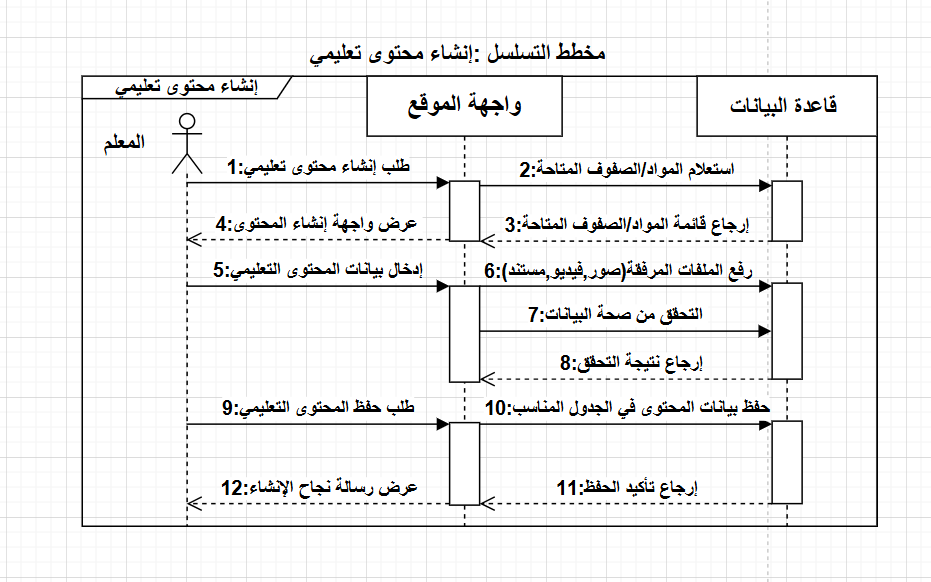 مخطط التسلسل :إنشاء محتوى تعليمي
إنشاء محتوى تعليمي
واجهة الموقع
قاعدة البيانات
المعلم
1:طلب إنشاء محتوى تعليمي
2:استعلام المواد/الصفوف المتاحة
3:إرجاع قائمة المواد/الصفوف المتاحة
4:عرض واجهة إنشاء المحتوى
5:إدخال بيانات المحتوى التعليمي
6:رفع الملفات المرفقة(صور,فيديو,مستند)
7:التحقق من صحة البيانات
8:إرجاع نتيجة التحقق
9:طلب حفظ المحتوى التعليمي
10:حفظ بيانات المحتوى في الجدول المناسب
11:إرجاع تأكيد الحفظ
12:عرض رسالة نجاح الإنشاء